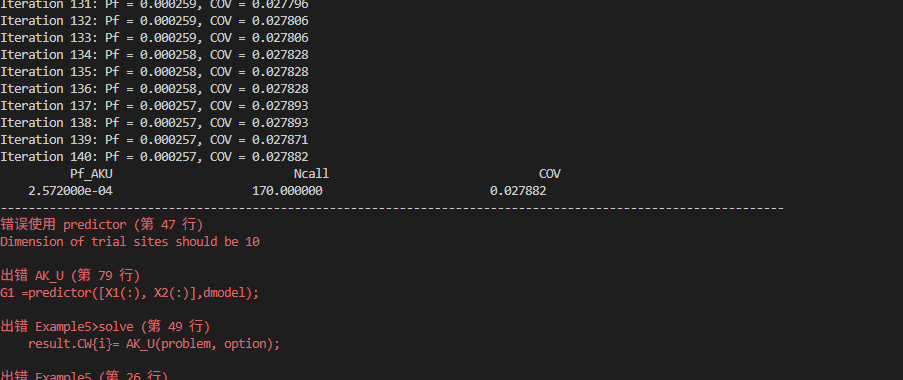 Iteration 131: Pf = 0.000259, COV = 0.027796
Iteration 132: Pf = 0.000259, COV = 0.027806
Iteration 133: Pf = 0.000259, COV = 0.027806
Iteration 134: Pf = 0.000258, COV = 0.027828
Iteration 135: Pf = 0.000258, COV = 0.027828
Iteration 136: Pf = 0.000258, COV = 0.027828
Iteration 137: Pf = 0.000257, COV = 0.027893
Iteration 138: Pf = 0.000257, COV = 0.027893
Iteration 139: Pf = 0.000257, COV = 0.027871
Iteration 140: Pf = 0.000257, COV = 0.027882
Pf_AKU Ncall COV
2.572000e-04 170.000000 0.027882
----------------------------------------------------------------------------------------------------
错误使用 predictor (第 47 行)
Dimension of trial sites should be 10
出错 AK_U (第 79 行)
G1 =predictor([X1(:), X2(:)],dmodel);
出错 Example5>solve (第 49 行)
result.CW{i}= AK_U(problem, option);
出错 Example5 (第 26 行)